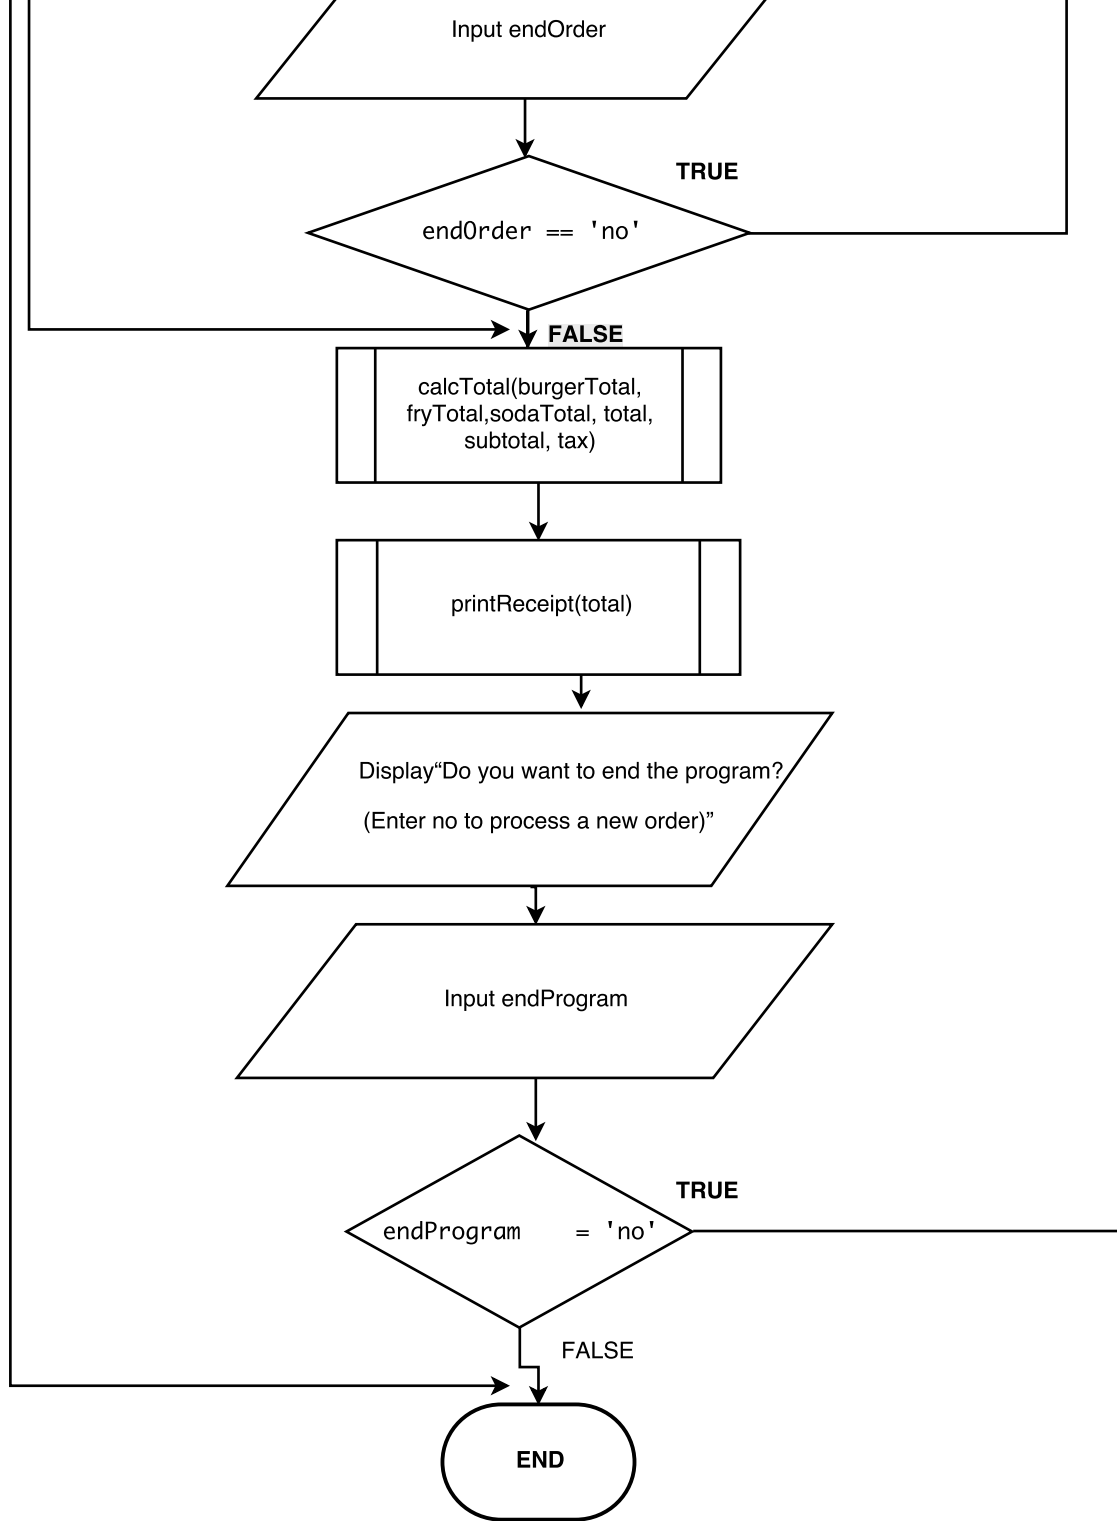 Input endOrder
TRUE
endOrder == 'no'
FALSE
calcTotal(burgerTotal,
fryTotal,sodaTotal, total,
subtotal, tax)
printReceipt(total)
Display“Do you want to end the program?
(Enter no to process a new order)”
Input endProgram
TRUE
endProgram = 'no'
FALSE
END